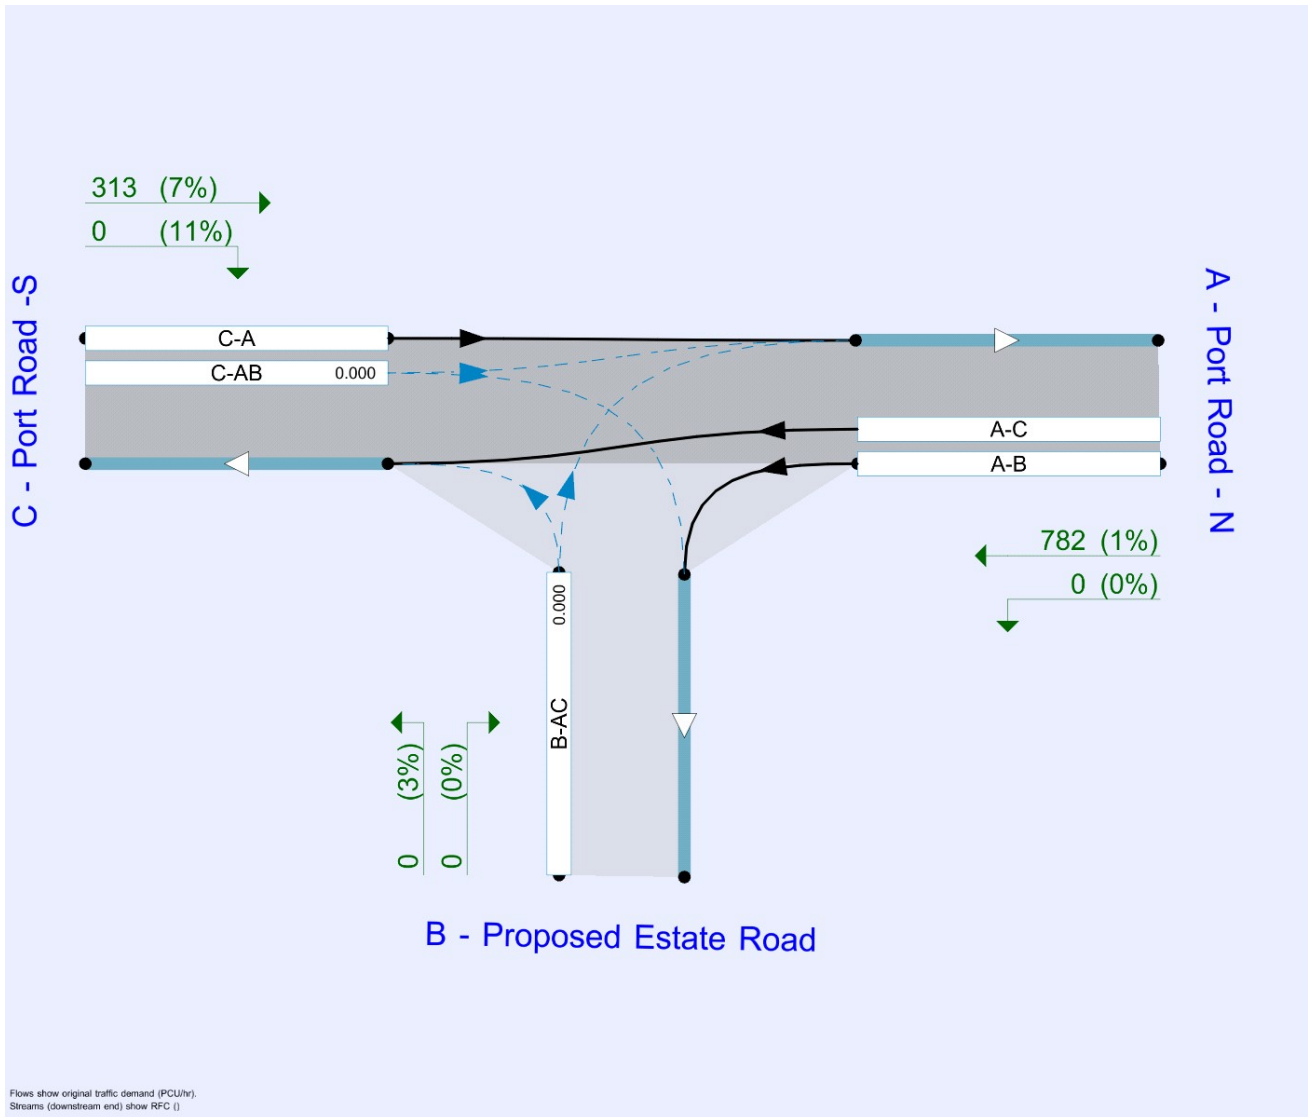 313 (7%)
0 (11%)
C - Port Road -S
A - Port Road - N
C-A
C-AB 0.000
A-C
A-B
782 (1%)
0 (0%)
0.000
B-AC
0 (3%)
0 (0%)
B - Proposed Estate Road
Flows show original traffic demand (PCU/hr).
Streams (downstream end) show RFC ()